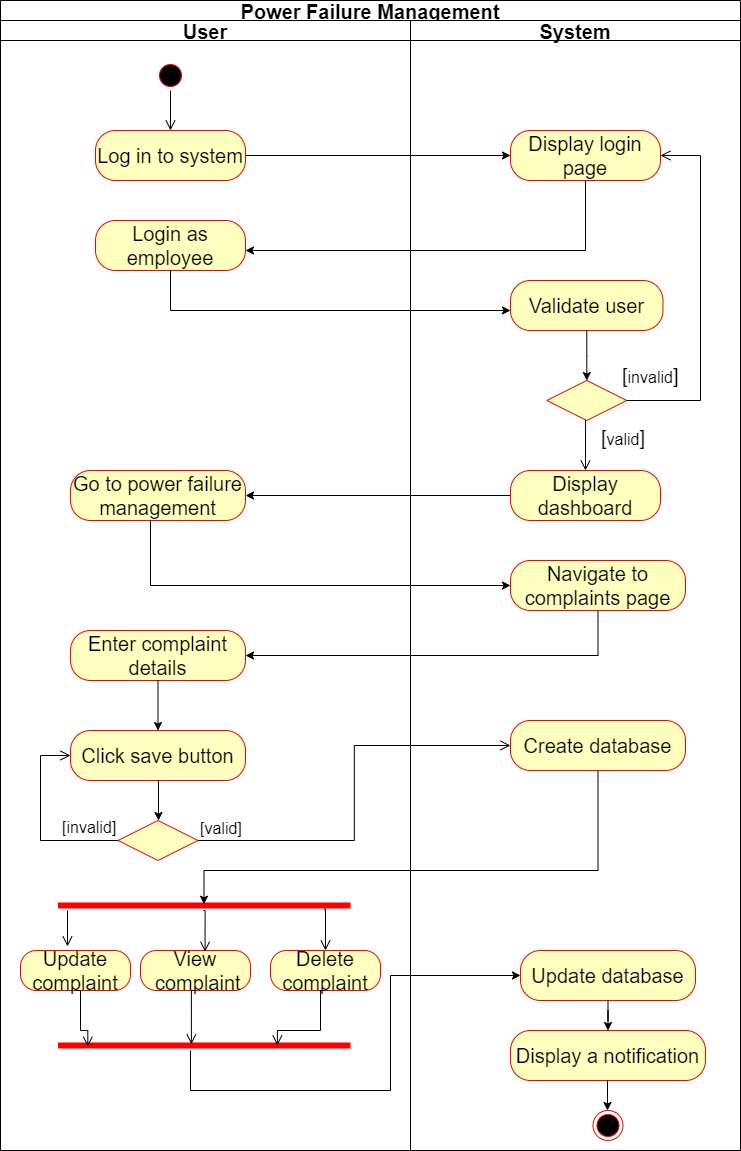 Power Failure Management
User
System
Log in to system
Display login
page
Login as
employee
Validate user
[invalid]
[valid]
Display
dashboard
Go to power failure
management
Navigate to
complaints page
Enter complaint
details
Click save button
[invalid]
[valid]
Create database
Update
complaint
View
complaint
Delete
complaint
Update database
Display a notification